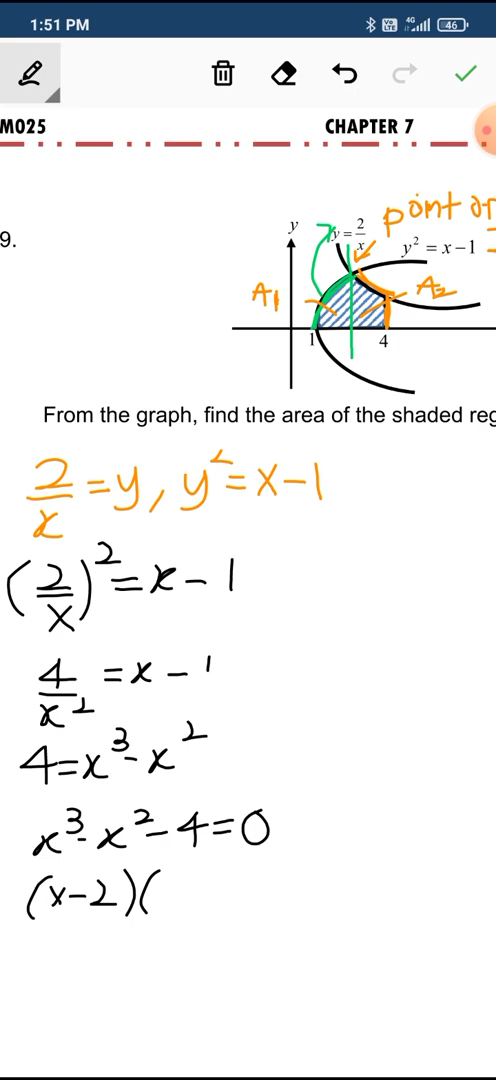 1:51 PM VoLTE 4G 46
M025 CHAPTER 7
9.
y
y = 2/x
point of
y² = x − 1
A1
A2
1 4
From the graph, find the area of the shaded reg
2/x = y, y² = x − 1
(2/x)² = x − 1
4/x² = x − 1
4 = x³ − x²
x³ − x² − 4 = 0
(x − 2)(